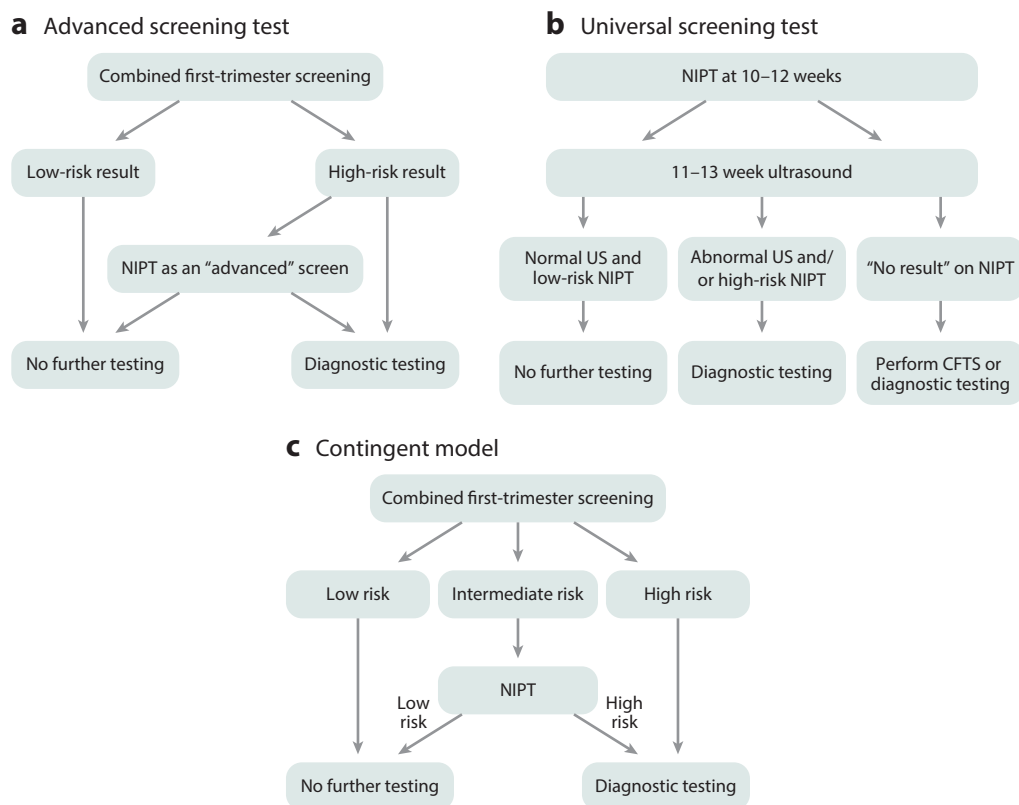 a Advanced screening test
Combined first-trimester screening
Low-risk result
High-risk result
NIPT as an “advanced” screen
No further testing
Diagnostic testing
b Universal screening test
NIPT at 10–12 weeks
11–13 week ultrasound
Normal US and
low-risk NIPT
Abnormal US and/
or high-risk NIPT
“No result” on NIPT
No further testing
Diagnostic testing
Perform CFTS or
diagnostic testing
c Contingent model
Combined first-trimester screening
Low risk
Intermediate risk
High risk
NIPT
Low
risk
High
risk
No further testing
Diagnostic testing